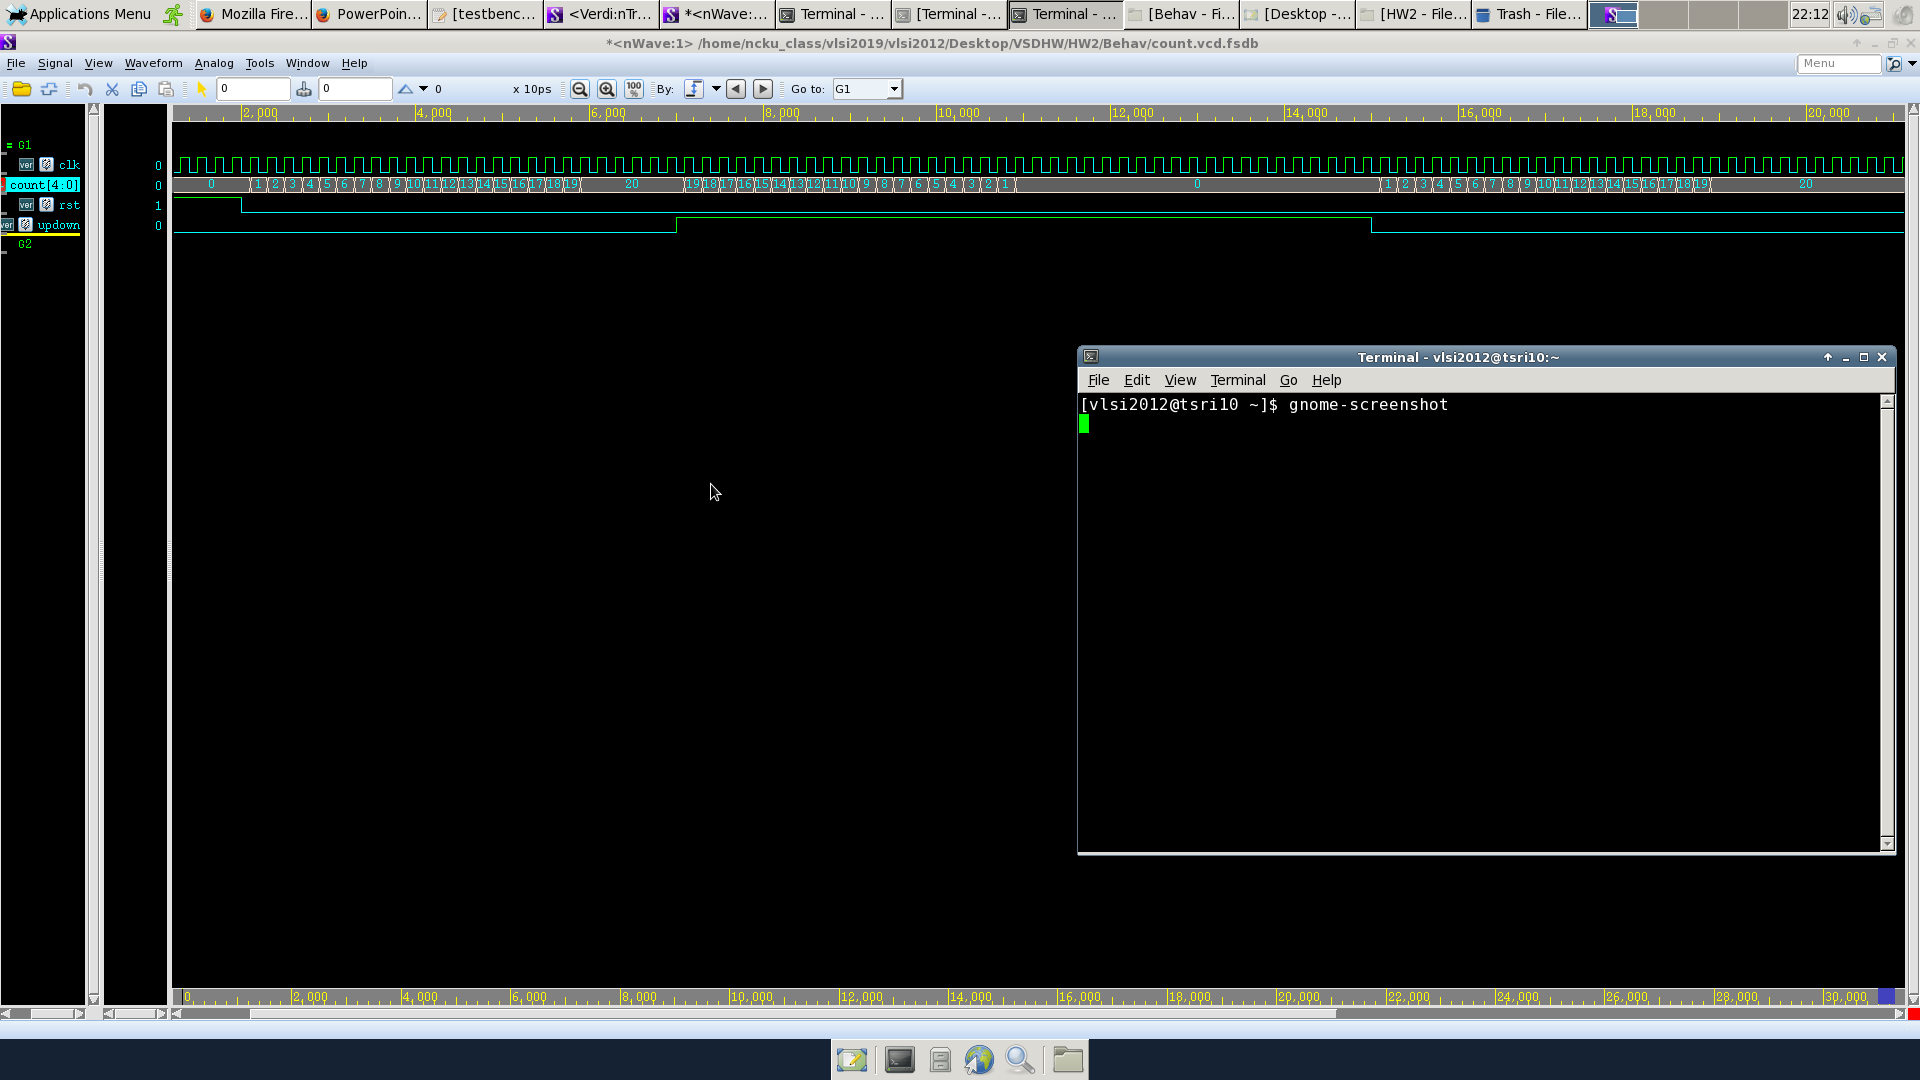 Applications Menu Mozilla Fire... PowerPoin... [testbenc... <Verdi:nTr... *<nWave:... Terminal - ... [Terminal -... Terminal - ... [Behav - Fi... [Desktop -... [HW2 - File... Trash - File... 22:12
*<nWave:1> /home/ncku_class/vlsi2019/vlsi2012/Desktop/VSDHW/HW2/Behav/count.vcd.fsdb
File Signal View Waveform Analog Tools Window Help Menu
0 0 0 x 10ps 100 % By: Go to: G1
2,000 4,000 6,000 8,000 10,000 12,000 14,000 16,000 18,000 20,000
= G1
ver clk 0
count[4:0] 0 0 1 2 3 4 5 6 7 8 9 10 11 12 13 14 15 16 17 18 19 20 19 18 17 16 15 14 13 12 11 10 9 8 7 6 5 4 3 2 1 0 1 2 3 4 5 6 7 8 9 10 11 12 13 14 15 16 17 18 19 20
ver rst 1
ver updown 0
G2
Terminal - vlsi2012@tsri10:~
File Edit View Terminal Go Help
[vlsi2012@tsri10 ~]$ gnome-screenshot
0 2,000 4,000 6,000 8,000 10,000 12,000 14,000 16,000 18,000 20,000 22,000 24,000 26,000 28,000 30,000